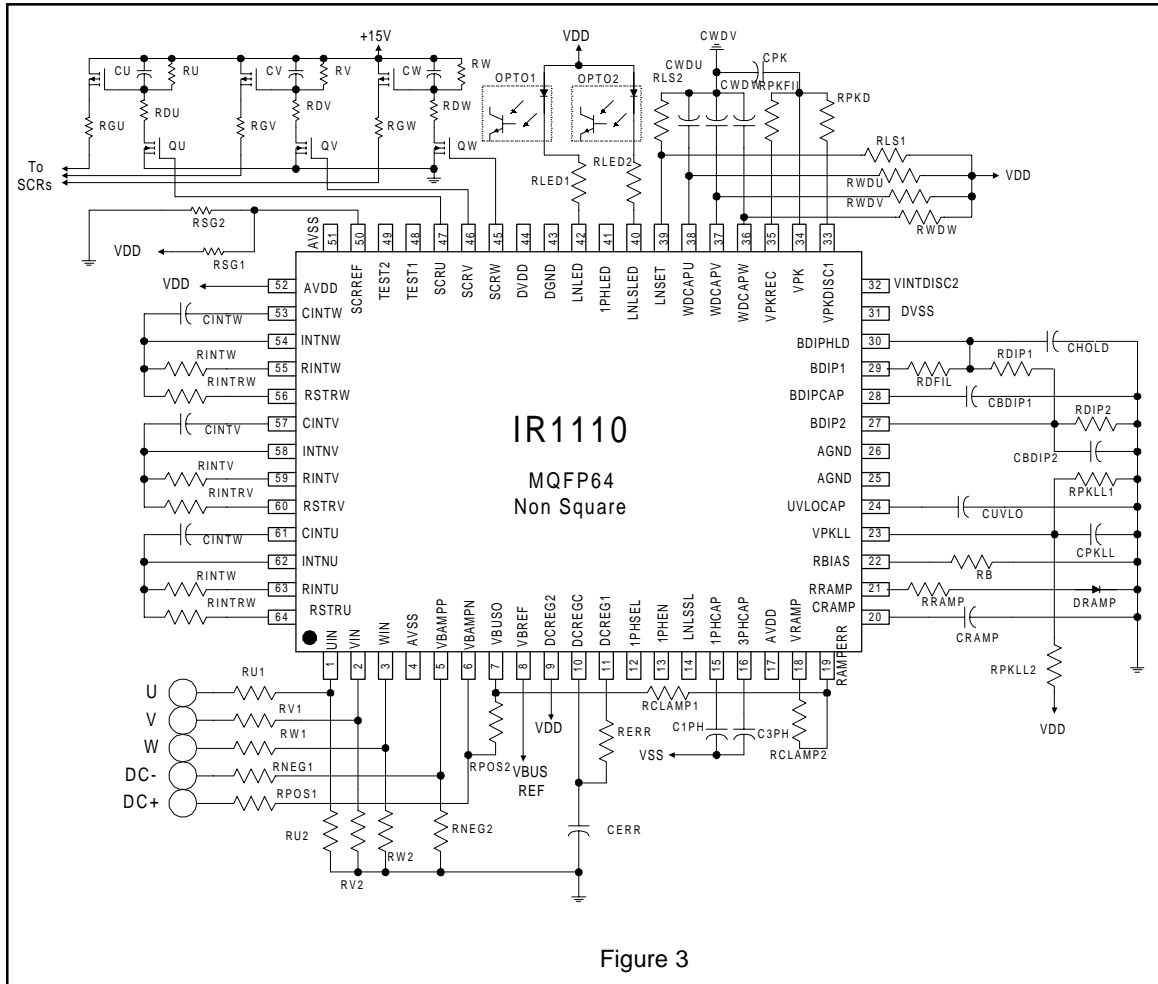 +15V
VDD
CWDV
CU
RU
CV
RV
CW
RW
OPTO1
OPTO2
CWDU
CPK
RLS2
CWDW
RPKFIL
RPKD
RDU
RDV
RDW
RGU
RGV
RGW
QU
QV
QW
To
SCRs
RLED1
RLED2
RLS1
RWDU
RWDV
RWDW
VDD
RSG2
RSG1
VDD
VDD
AVSS
51
50
49
48
47
46
45
44
43
42
41
40
39
38
37
36
35
34
33
SCRREF
TEST2
TEST1
SCRU
SCRV
SCRW
DVDD
DGND
LNLED
1PHLED
LNLSLED
LNSET
WDCAPU
WDCAPV
WDCAPW
VPKREC
VPK
VPKDISC1
52 AVDD
CINTW 53 CINTW
54 INTNW
RINTW 55 RINTW
RINTRW 56 RSTRW
CINTV 57 CINTV
58 INTNV
RINTV 59 RINTV
RINTRV 60 RSTRV
CINTW 61 CINTU
62 INTNU
RINTW 63 RINTU
RINTRW 64 RSTRU
IR1110
MQFP64
Non Square
32 VINTDISC2
31 DVSS
BDIPHLD 30 CHOLD
BDIP1 29 RDFIL RDIP1
BDIPCAP 28 CBDIP1
BDIP2 27 RDIP2
AGND 26 CBDIP2
AGND 25 RPKLL1
UVLOCAP 24 CUVLO
VPKLL 23 CPKLL
RBIAS 22 RB
RRAMP 21 RRAMP DRAMP
CRAMP 20 CRAMP
RPKLL2
VDD
UIN
VIN
WIN
AVSS
VBAMPP
VBAMPN
VBUSO
VBREF
DCREG2
DCREGC
DCREG1
1PHSEL
1PHEN
LNLSSL
1PHCAP
3PHCAP
AVDD
VRAMP
RAMPERR
1
2
3
4
5
6
7
8
9
10
11
12
13
14
15
16
17
18
19
U RU1
V RV1
W RW1
DC- RNEG1
DC+ RPOS1
RPOS2
VBUS
REF
VDD
RERR
RCLAMP1
C1PH
C3PH
VSS
RCLAMP2
RU2
RV2
RW2
RNEG2
CERR
Figure 3